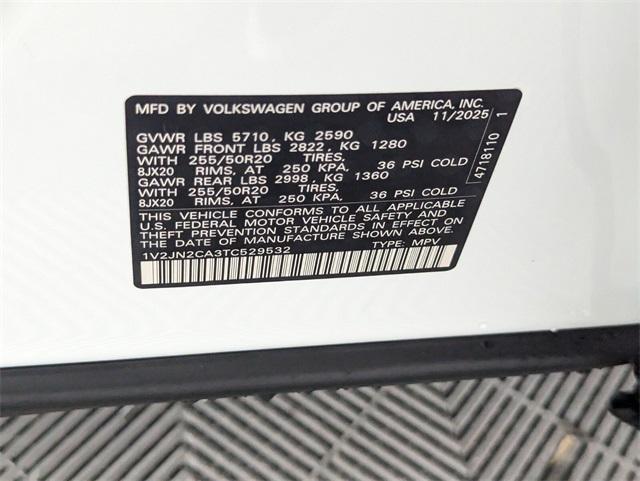 MFD BY VOLKSWAGEN GROUP OF AMERICA, INC.
USA 11/2025
GVWR LBS 5710, KG 2590
GAWR FRONT LBS 2822, KG 1280
WITH 255/50R20 TIRES,
8JX20 RIMS, AT 250 KPA, 36 PSI COLD
GAWR REAR LBS 2998, KG 1360
WITH 255/50R20 TIRES,
8JX20 RIMS, AT 250 KPA, 36 PSI COLD
THIS VEHICLE CONFORMS TO ALL APPLICABLE
U.S. FEDERAL MOTOR VEHICLE SAFETY AND
THEFT PREVENTION STANDARDS IN EFFECT ON
THE DATE OF MANUFACTURE SHOWN ABOVE.
1V2JN2CA3TC529532 TYPE: MPV
4718110 1